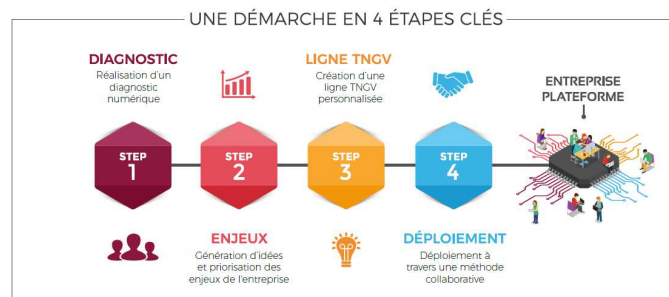 UNE DÉMARCHE EN 4 ÉTAPES CLÉS
DIAGNOSTIC
Réalisation d'un
diagnostic
numérique
LIGNE TNGV
Création d'une
ligne TNGV
personnalisée
ENTREPRISE
PLATEFORME
STEP
1
STEP
2
STEP
3
STEP
4
ENJEUX
Génération d'idées
et priorisation des
enjeux de l'entreprise
DÉPLOIEMENT
Déploiement à
travers une méthode
collaborative